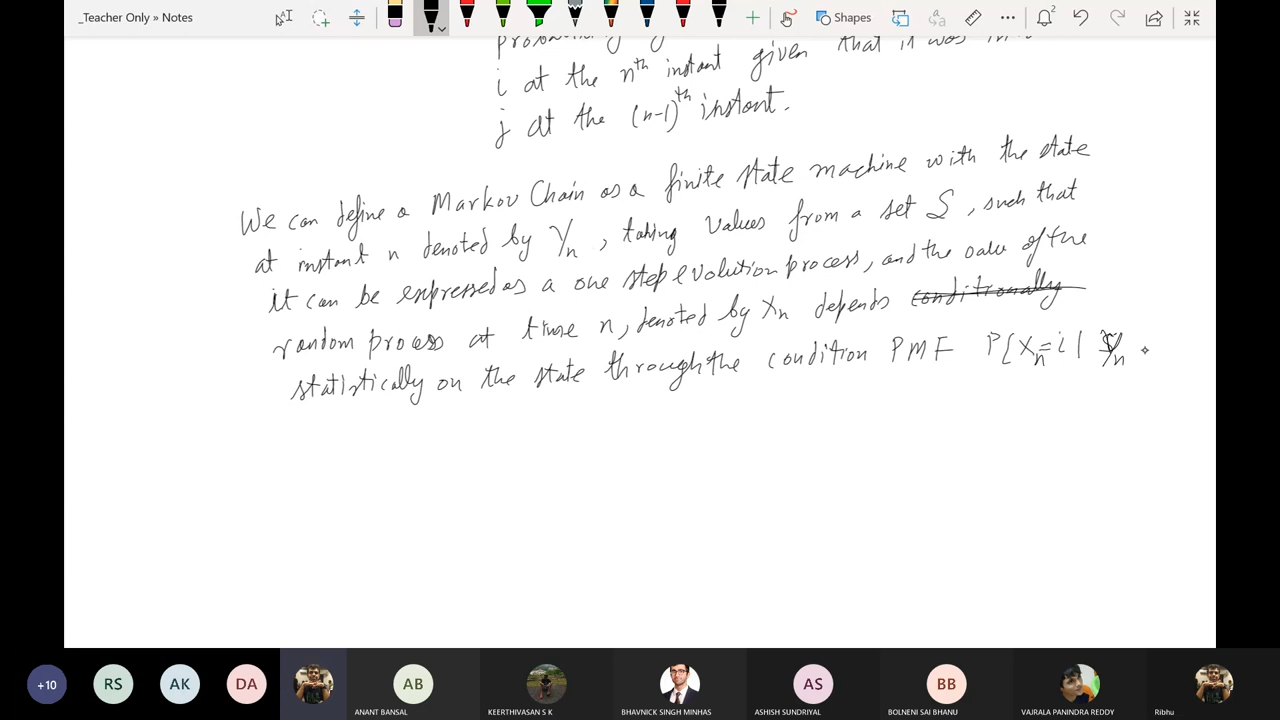 _Teacher Only » Notes
Shapes
2
i at the nth instant given that it was in
j at the (n-1)th instant.
We can define a Markov Chain as a finite state machine with the state
at instant n denoted by Yn, taking values from a set S, such that
it can be expressed as a one step evolution process, and the value of the
random process at time n, denoted by Xn depends conditionally
statistically on the state through the condition PMF P[Xn=i | Yn
+10
RS
AK
DA
AB
AS
BB
ANANT BANSAL
KEERTHIVASAN S K
BHAVNICK SINGH MINHAS
ASHISH SUNDRIYAL
BOLNENI SAI BHANU
VAJRALA PANINDRA REDDY
Ribhu